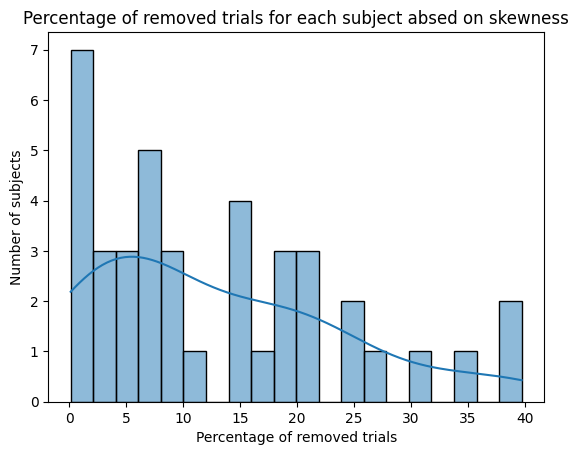 Percentage of removed trials for each subject absed on skewness
7
6
5
4
3
2
1
0
Number of subjects
0 5 10 15 20 25 30 35 40
Percentage of removed trials